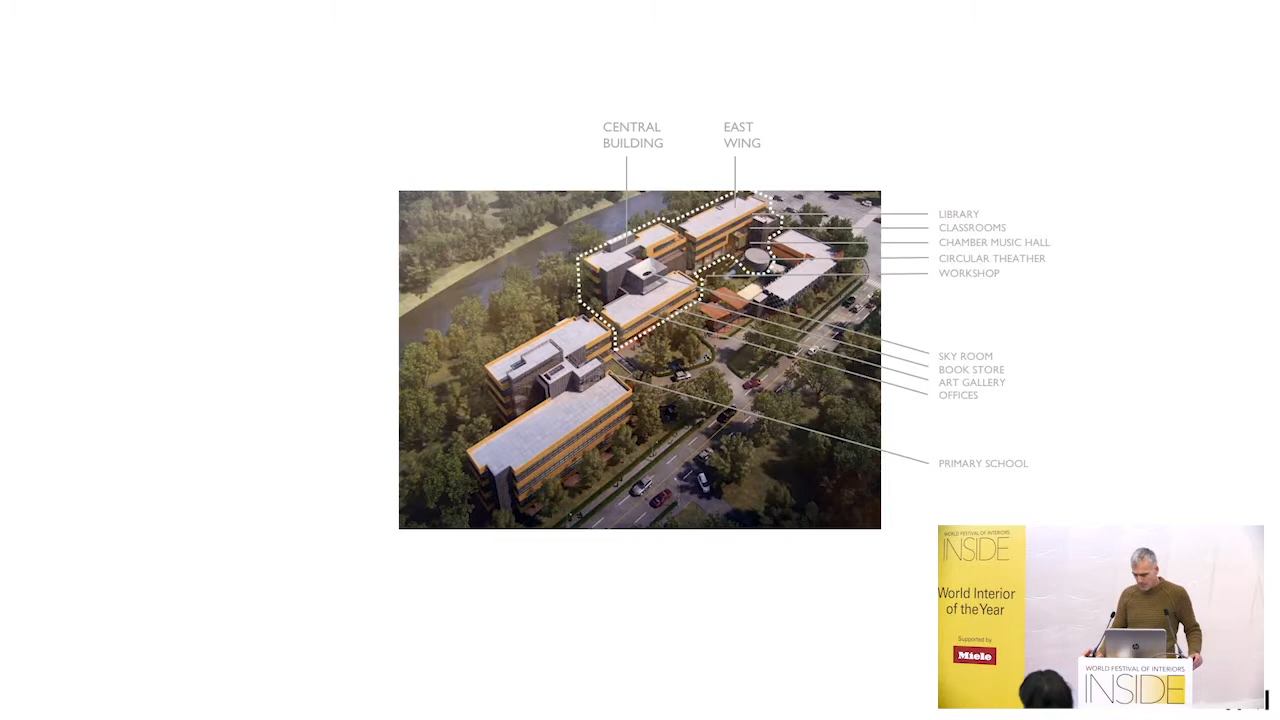 CENTRAL
BUILDING
EAST
WING
LIBRARY
CLASSROOMS
CHAMBER MUSIC HALL
CIRCULAR THEATHER
WORKSHOP
SKY ROOM
BOOK STORE
ART GALLERY
OFFICES
PRIMARY SCHOOL
WORLD FESTIVAL OF INTERIORS
INSIDE
World Interior
of the Year
Supported by
Miele
hp
WORLD FESTIVAL OF INTERIORS
INSIDE